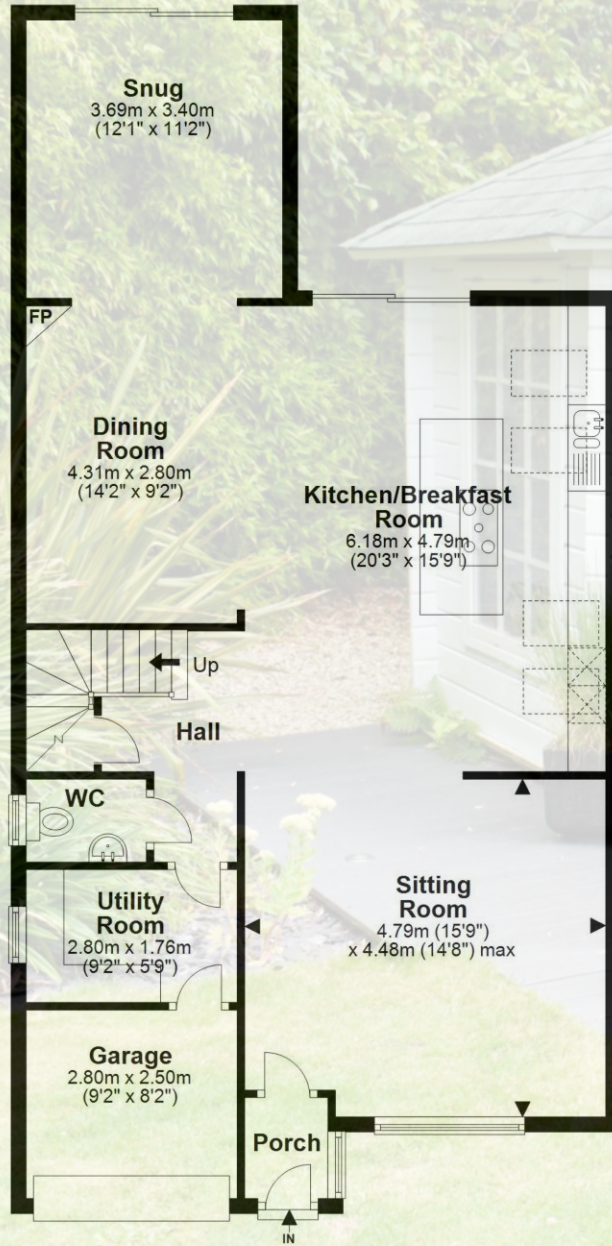 Snug
3.69m x 3.40m
(12'1" x 11'2")
FP
Dining
Room
4.31m x 2.80m
(14'2" x 9'2")
Kitchen/Breakfast
Room
6.18m x 4.79m
(20'3" x 15'9")
Up
Hall
WC
Utility
Room
2.80m x 1.76m
(9'2" x 5'9")
Sitting
Room
4.79m (15'9")
x 4.48m (14'8") max
Garage
2.80m x 2.50m
(9'2" x 8'2")
Porch
IN